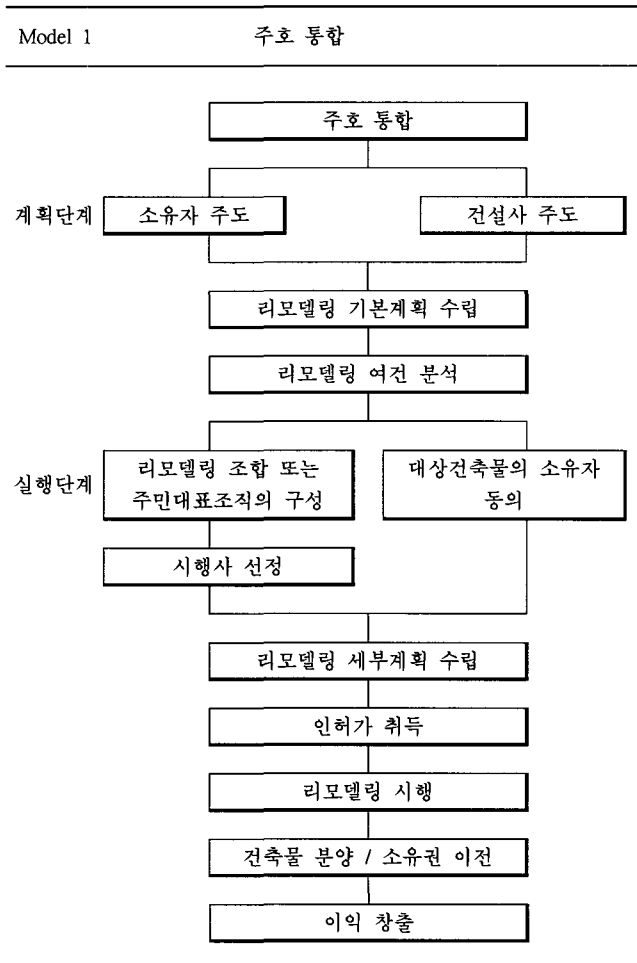 Model 1 주호 통합
주호 통합
계획단계 소유자 주도 건설사 주도
리모델링 기본계획 수립
리모델링 여건 분석
실행단계
리모델링 조합 또는
주민대표조직의 구성
대상건축물의 소유자
동의
시행사 선정
리모델링 세부계획 수립
인허가 취득
리모델링 시행
건축물 분양 / 소유권 이전
이익 창출